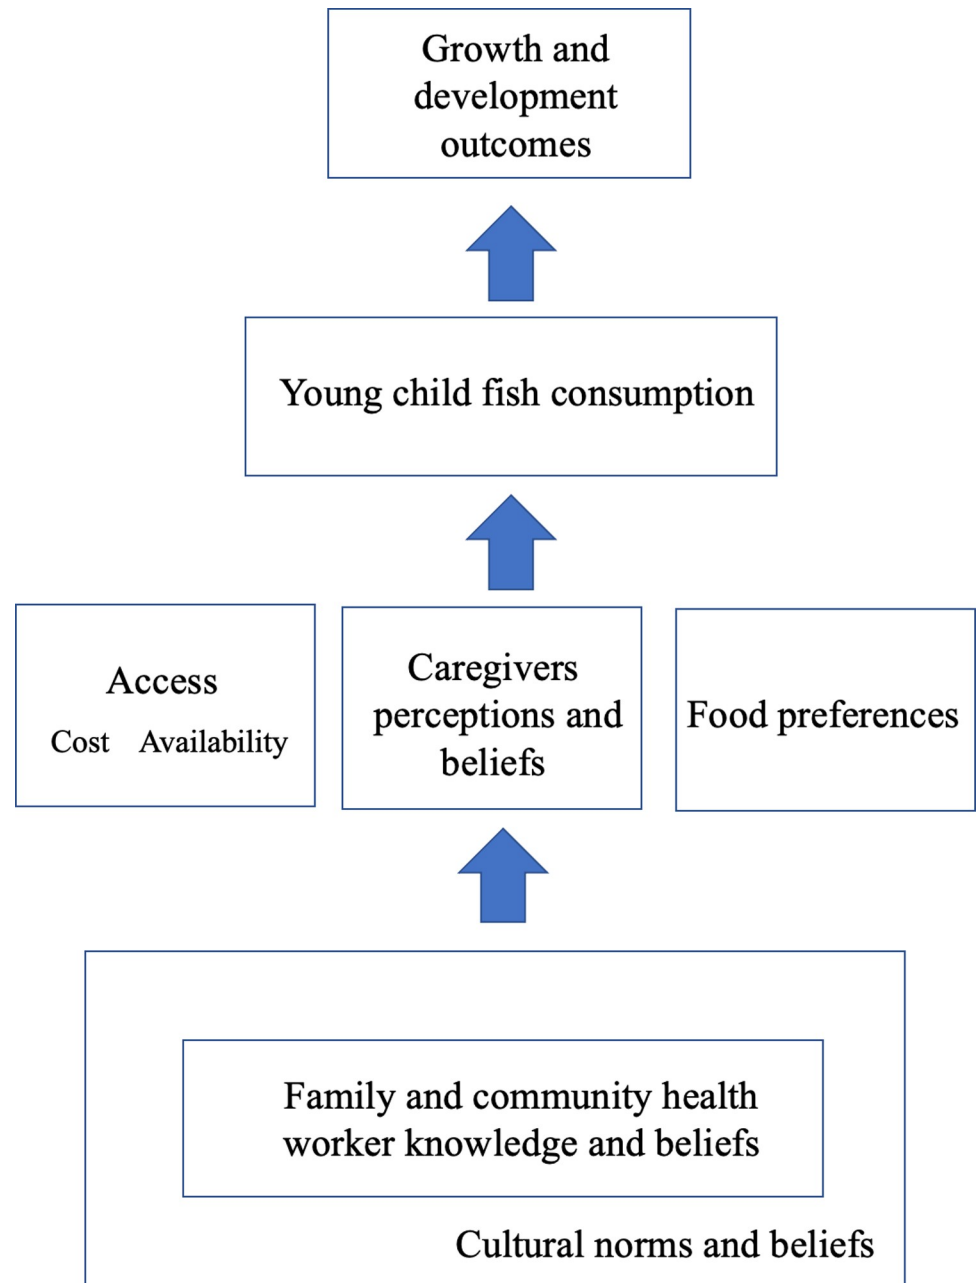 Growth and
development
outcomes
Young child fish consumption
Access
Cost Availability
Caregivers
perceptions and
beliefs
Food preferences
Family and community health
worker knowledge and beliefs
Cultural norms and beliefs